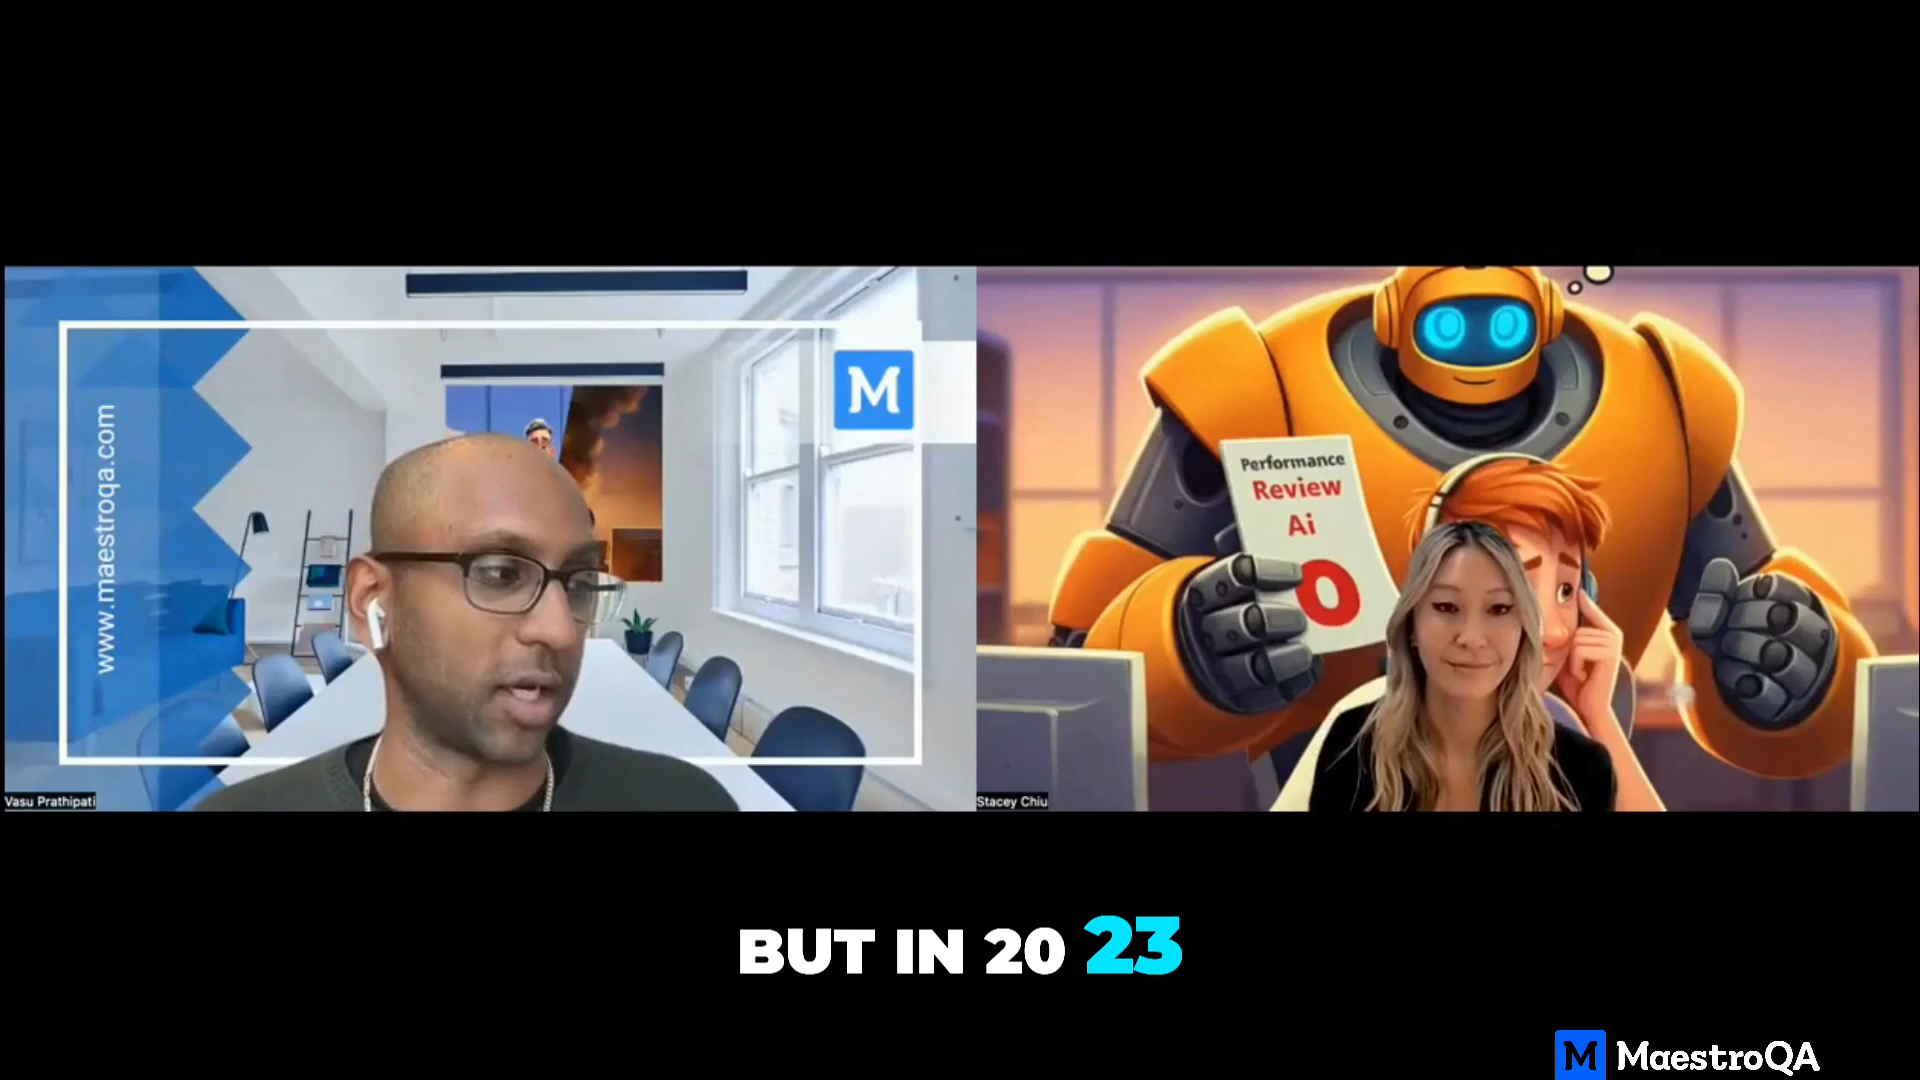 www.maestroqa.com
M
Vasu Prathipati
Performance
Review
Ai
0
Stacey Chiu
BUT IN 20 23
M MaestroQA